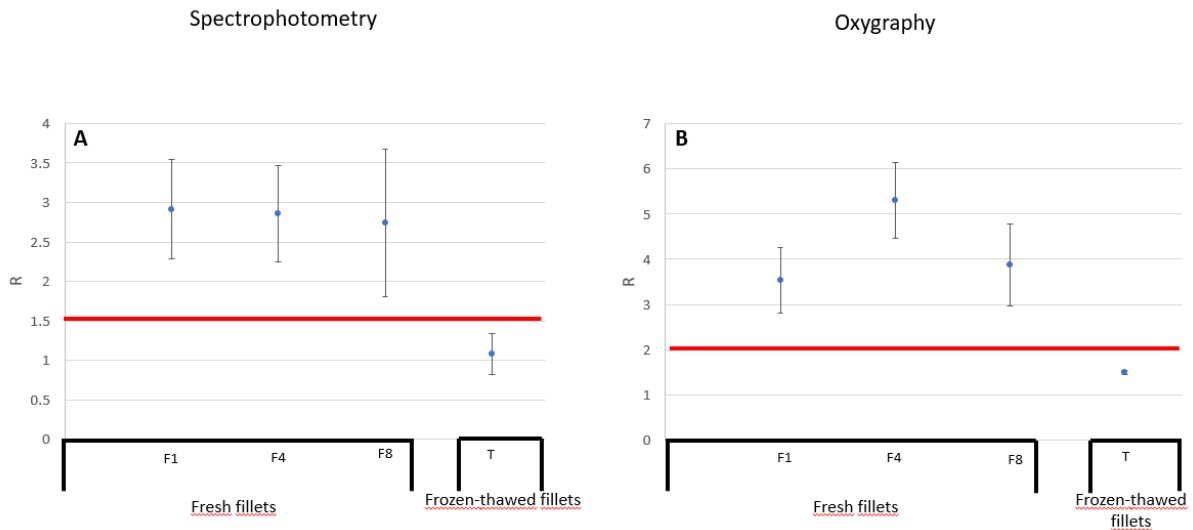 Spectrophotometry
A
4
3.5
3
2.5
2
1.5
1
0.5
0
R
F1
F4
F8
T
Fresh fillets
Frozen-thawed fillets
Oxygraphy
B
7
6
5
4
3
2
1
0
R
F1
F4
F8
T
Fresh fillets
Frozen-thawed
fillets